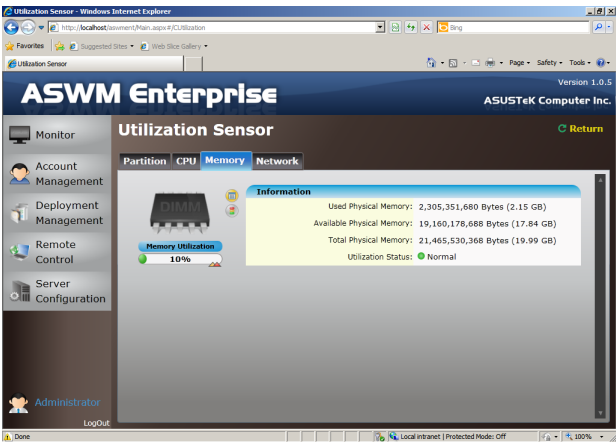 Utilization Sensor - Windows Internet Explorer
http://localhost/aswment/Main.aspx#/CUtilization
Bing
Favorites Suggested Sites Web Slice Gallery
Utilization Sensor Page Safety Tools
Version 1.0.5
ASWM Enterprise
ASUSTeK Computer Inc.
Monitor
Account Management
Deployment Management
Remote Control
Server Configuration
Administrator
LogOut
Utilization Sensor
Return
Partition CPU Memory Network
DIMM
Memory Utilization
10%
Information
Used Physical Memory: 2,305,351,680 Bytes (2.15 GB)
Available Physical Memory: 19,160,178,688 Bytes (17.84 GB)
Total Physical Memory: 21,465,530,368 Bytes (19.99 GB)
Utilization Status: Normal
Done Local intranet | Protected Mode: Off 100%